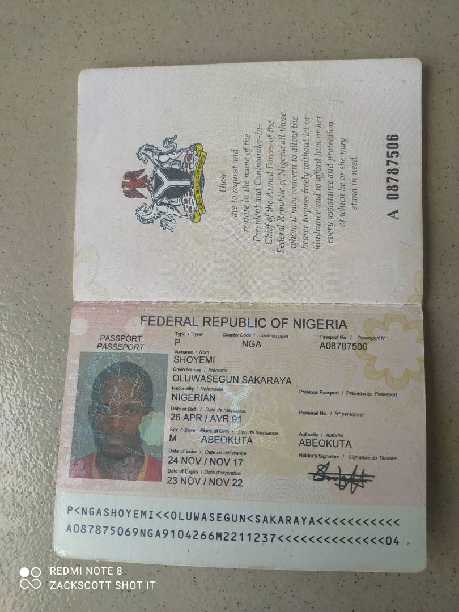 These
are to request and
require in the name of the
President and Commander-in-
Chief of the Armed Forces of the
Federal Republic of Nigeria all those
whom it may concern to allow the
bearer to pass freely without let or
hindrance and to afford him or her
every assistance and protection
of which he or she may
stand in need.
A 08787506
FEDERAL REPUBLIC OF NIGERIA
PASSPORT
PASSEPORT
P NGA A08787506
SHOYEMI
OLUWASEGUN SAKARAYA
NIGERIAN
26 APR / AVR 91
M ABEOKUTA ABEOKUTA
24 NOV / NOV 17
23 NOV / NOV 22
P<NGASHOYEMI<<OLUWASEGUN<SAKARAYA<<<<<<<<<<<
A087875069NGA9104266M2211237<<<<<<<<<<<<<<04
REDMI NOTE 8
ZACKSCOTT SHOT IT